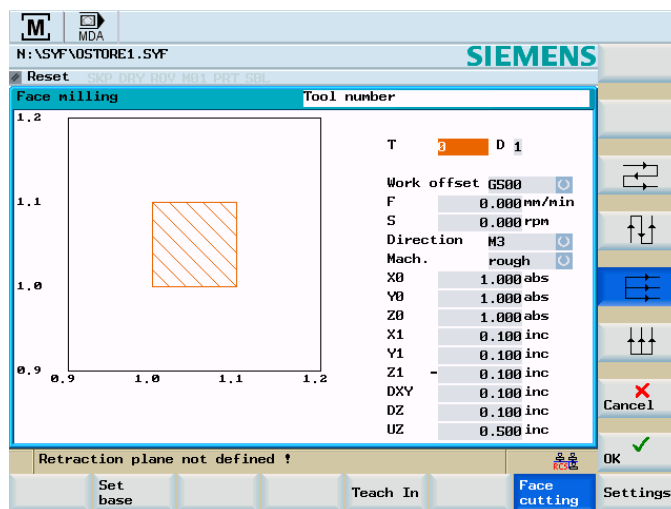 M
MDA
N:\SYF\OSTORE1.SYF
SIEMENS
Reset SKP DRY ROV M01 PRT SBL
Face milling Tool number
1.2
1.1
1.0
0.9
0.9 1.0 1.1 1.2
T 0 D 1
Work offset G500
F 0.000 mm/min
S 0.000 rpm
Direction M3
Mach. rough
X0 1.000 abs
Y0 1.000 abs
Z0 1.000 abs
X1 0.100 inc
Y1 0.100 inc
Z1 - 0.100 inc
DXY 0.100 inc
DZ 0.100 inc
UZ 0.500 inc
Cancel
OK
Retraction plane not defined !
RCS
Set base
Teach In
Face cutting
Settings